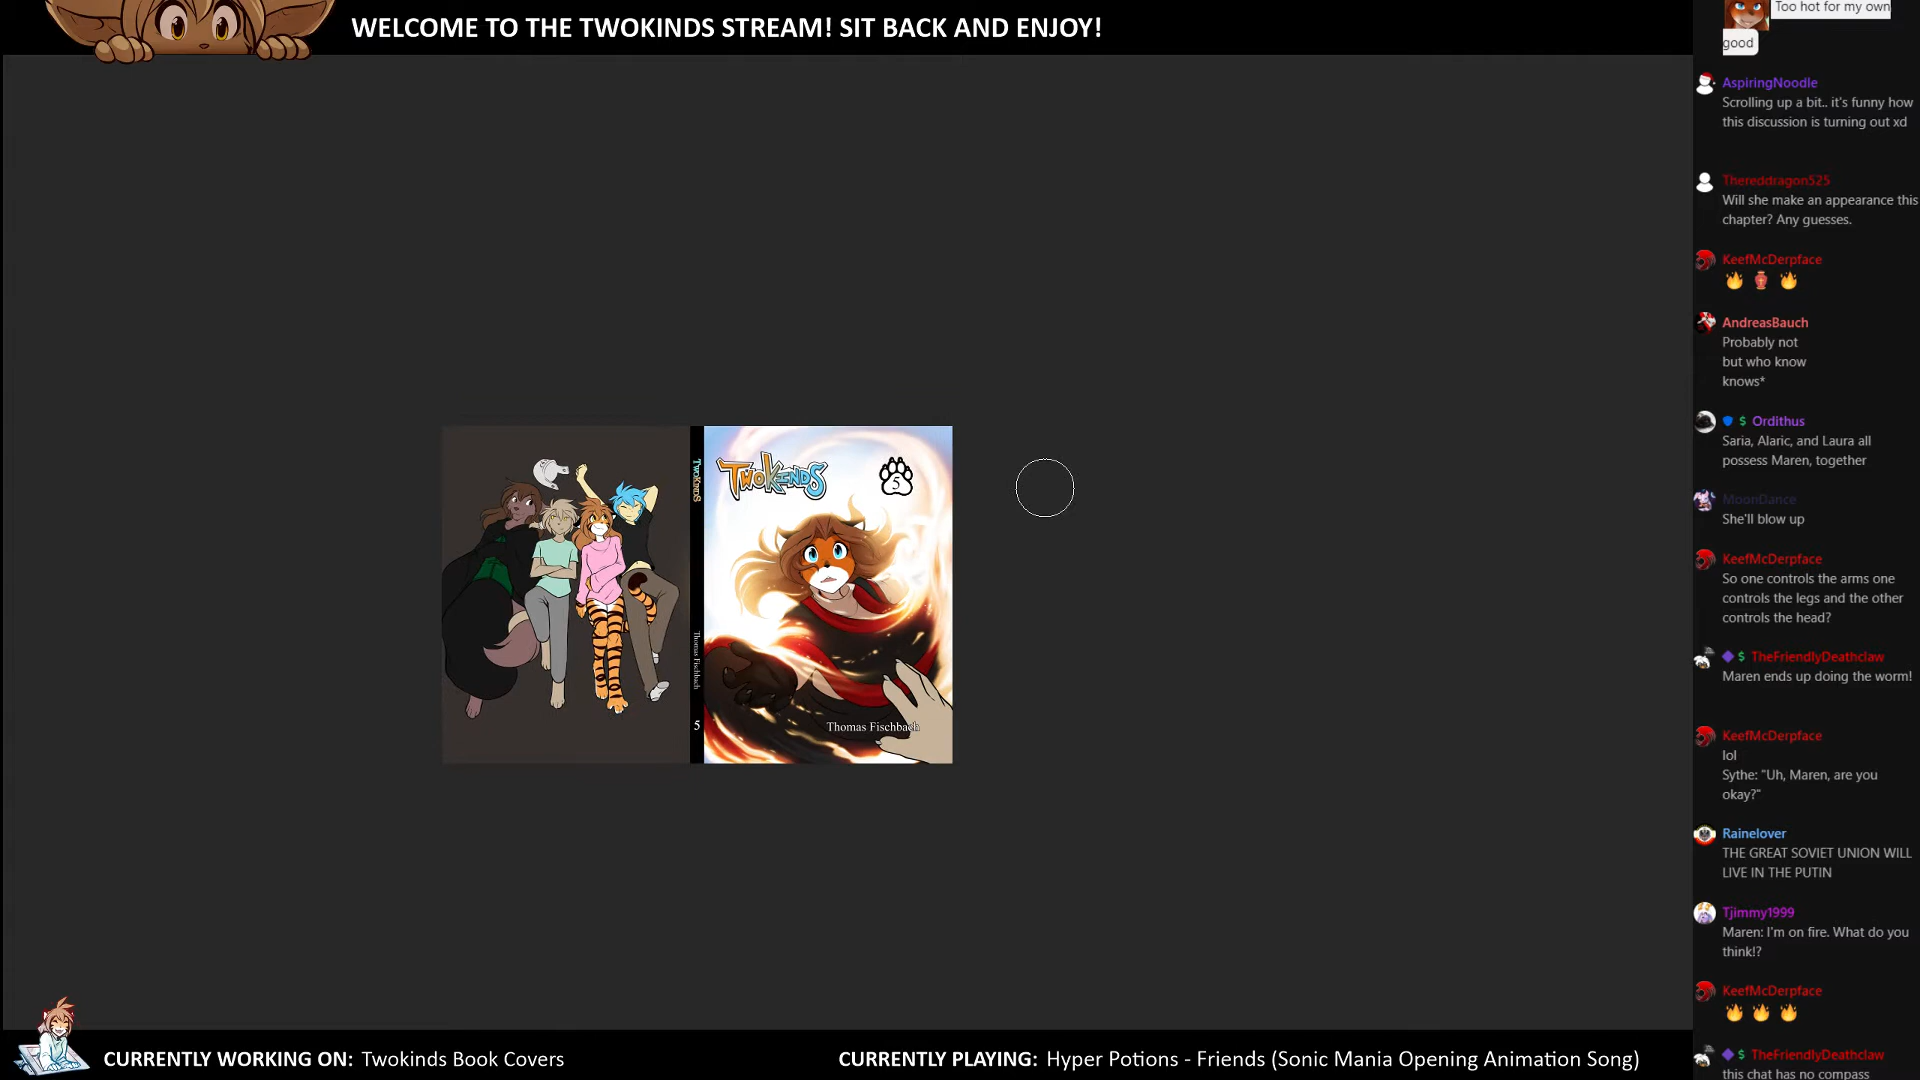 WELCOME TO THE TWOKINDS STREAM! SIT BACK AND ENJOY!
TWOKINDS
5
TWOKINDS
Thomas Fischbach
5
Thomas Fischbach
Too hot for my own
good
AspiringNoodle
Scrolling up a bit.. it's funny how
this discussion is turning out xd
Thereddragon525
Will she make an appearance this
chapter? Any guesses.
KeefMcDerpface
AndreasBauch
Probably not
but who know
knows*
$ Ordithus
Saria, Alaric, and Laura all
possess Maren, together
MoonDance
She'll blow up
KeefMcDerpface
So one controls the arms one
controls the legs and the other
controls the head?
$ TheFriendlyDeathclaw
Maren ends up doing the worm!
KeefMcDerpface
lol
Sythe: "Uh, Maren, are you
okay?"
Rainelover
THE GREAT SOVIET UNION WILL
LIVE IN THE PUTIN
Tjimmy1999
Maren: I'm on fire. What do you
think!?
KeefMcDerpface
$ TheFriendlyDeathclaw
this chat has no compass
CURRENTLY WORKING ON: Twokinds Book Covers
CURRENTLY PLAYING: Hyper Potions - Friends (Sonic Mania Opening Animation Song)